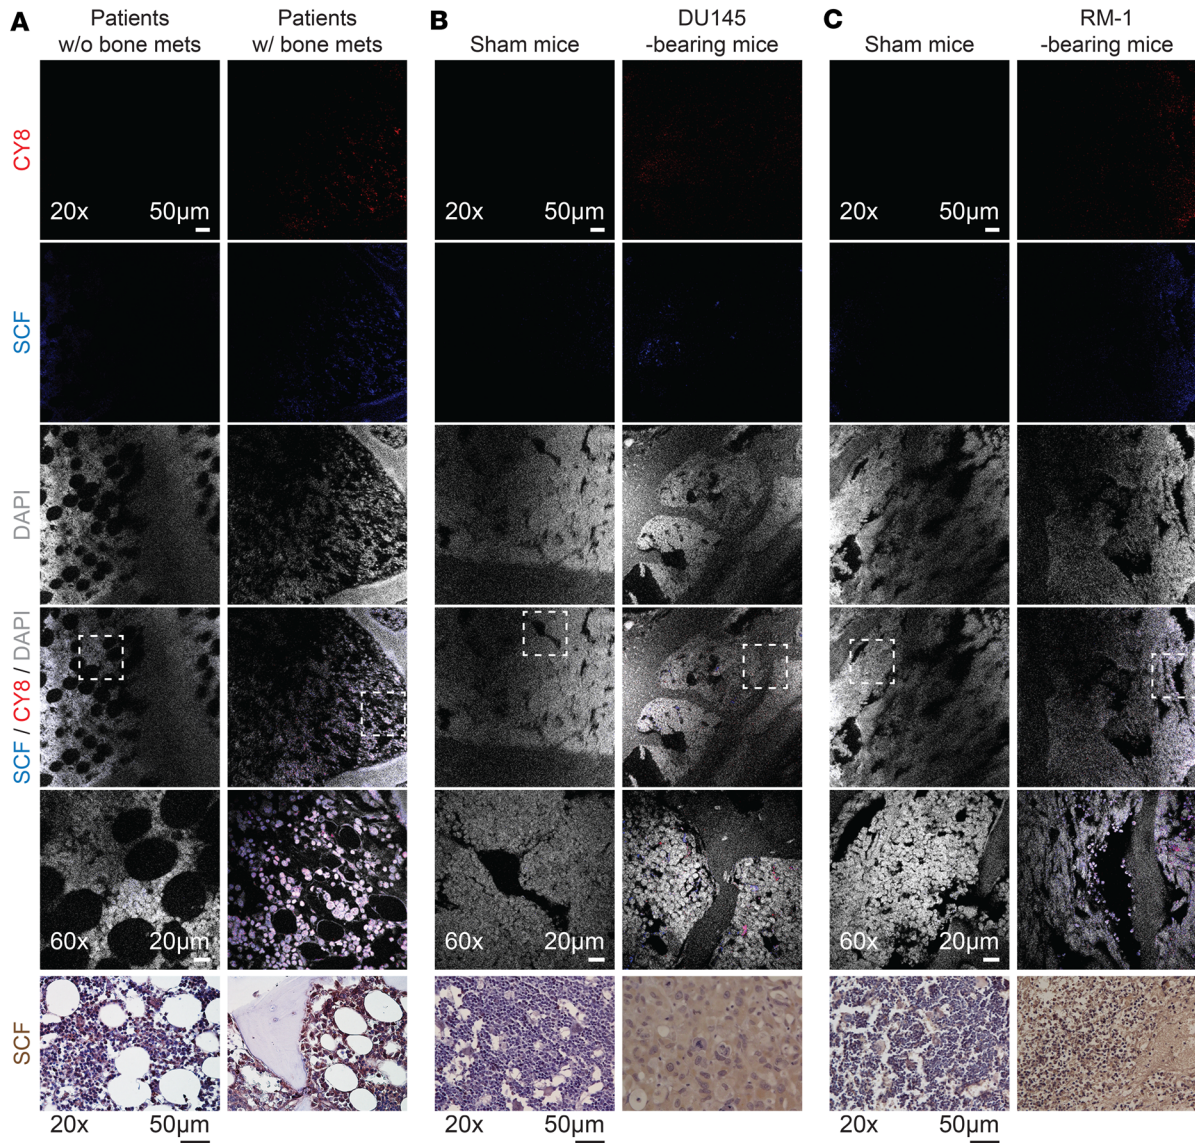 A
Patients
w/o bone mets
Patients
w/ bone mets
B
Sham mice
DU145
-bearing mice
C
Sham mice
RM-1
-bearing mice
CY8
20x 50µm
20x 50µm
20x 50µm
SCF
DAPI
SCF / CY8 / DAPI
60x 20µm
60x 20µm
60x 20µm
SCF
20x 50µm
20x 50µm
20x 50µm